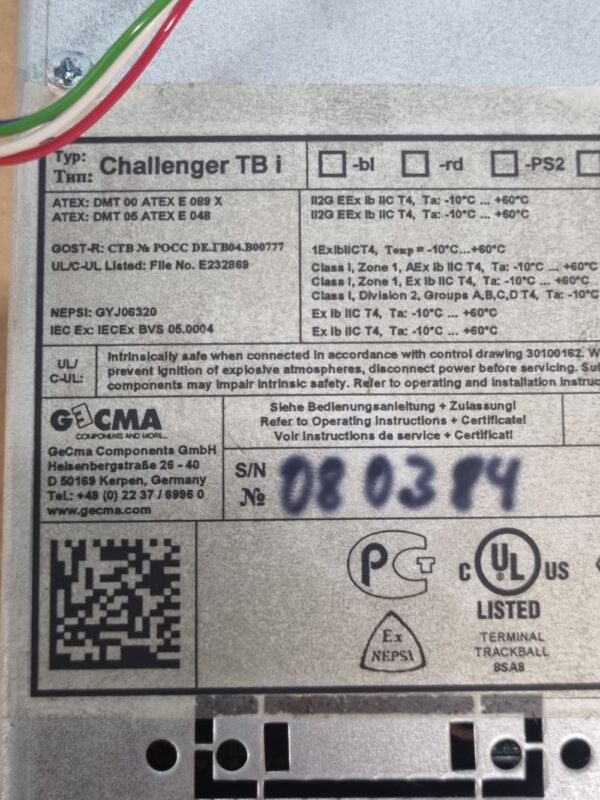 Typ:
Тип: Challenger TB i
-bl
-rd
-PS2
ATEX: DMT 00 ATEX E 089 X
ATEX: DMT 05 ATEX E 048
II2G EEx ib IIC T4, Ta: -10°C ... +60°C
II2G EEx ib IIC T4, Ta: -10°C ... +60°C
GOST-R: СТВ № РОСС DE.ГБ04.В00777
1ExibIICT4, Токр = -10°C...+60°C
UL/C-UL Listed: File No. E232869
Class I, Zone 1, AEx ib IIC T4, Ta: -10°C ... +60°C
Class I, Zone 1, Ex ib IIC T4, Ta: -10°C ... +60°C
Class I, Division 2, Groups A,B,C,D T4, Ta: -10°C
NEPSI: GYJ06320
Ex ib IIC T4, Ta: -10°C ... +60°C
IEC Ex: IECEx BVS 05.0004
Ex ib IIC T4, Ta: -10°C ... +60°C
UL/
C-UL:
Intrinsically safe when connected in accordance with control drawing 30100162.
prevent ignition of explosive atmospheres, disconnect power before servicing.
components may impair intrinsic safety. Refer to operating and installation
GECMA
COMPONENTS AND MORE...
GeCma Components GmbH
Heisenbergstraße 26 - 40
D 50169 Kerpen, Germany
Tel.: +49 (0) 22 37 / 6996 0
www.gecma.com
Siehe Bedienungsanleitung + Zulassung!
Refer to Operating Instructions + Certificate!
Voir Instructions de service + Certificat!
S/N
№
080384
РСТ
C UL US
LISTED
TERMINAL
TRACKBALL
9SA8
Ex
NEPSI